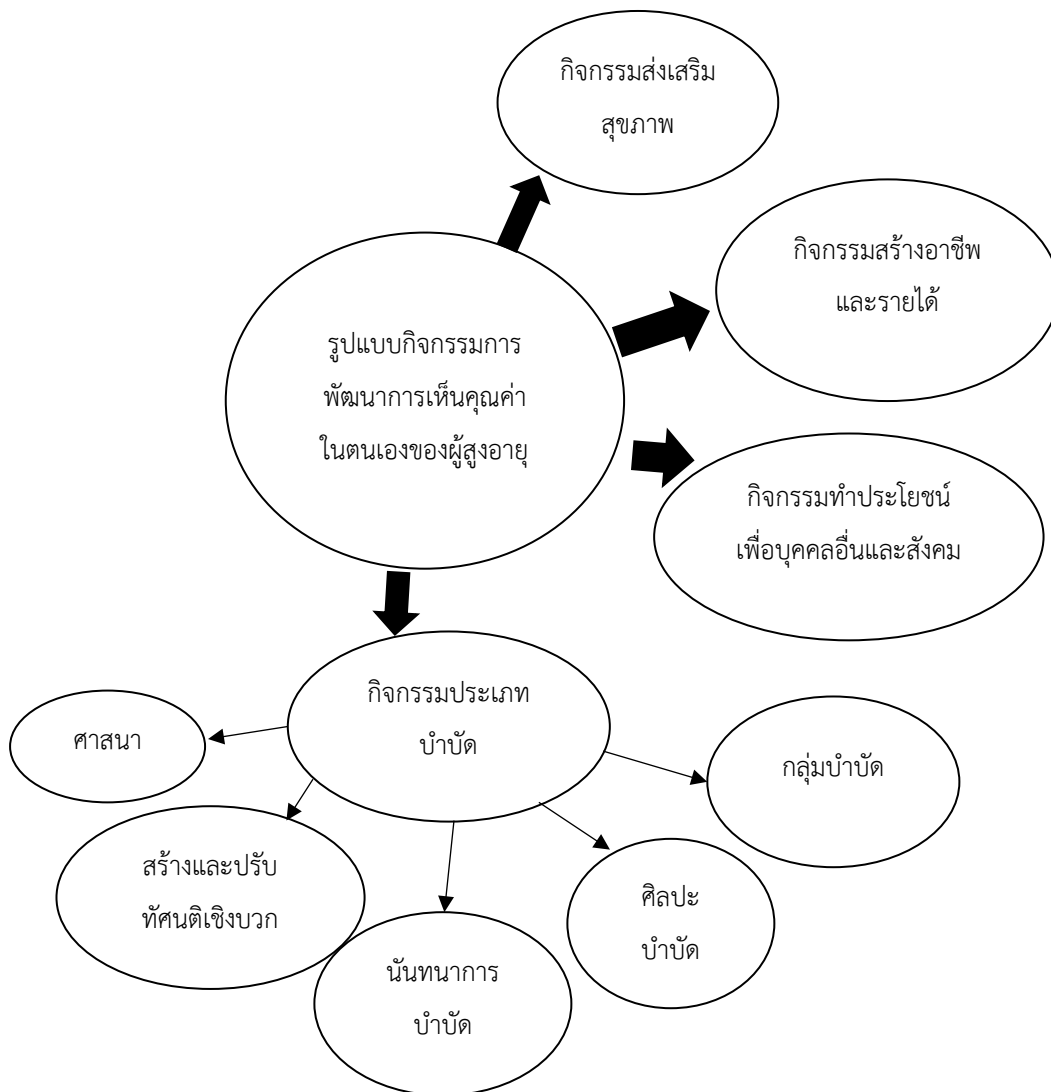 กิจกรรมส่งเสริม
สุขภาพ
กิจกรรมสร้างอาชีพ
และรายได้
รูปแบบกิจกรรมการ
พัฒนาการเห็นคุณค่า
ในตนเองของผู้สูงอายุ
กิจกรรมทำประโยชน์
เพื่อบุคคลอื่นและสังคม
กิจกรรมประเภท
บำบัด
ศาสนา
กลุ่มบำบัด
สร้างและปรับ
ทัศนติเชิงบวก
ศิลปะ
บำบัด
นันทนาการ
บำบัด